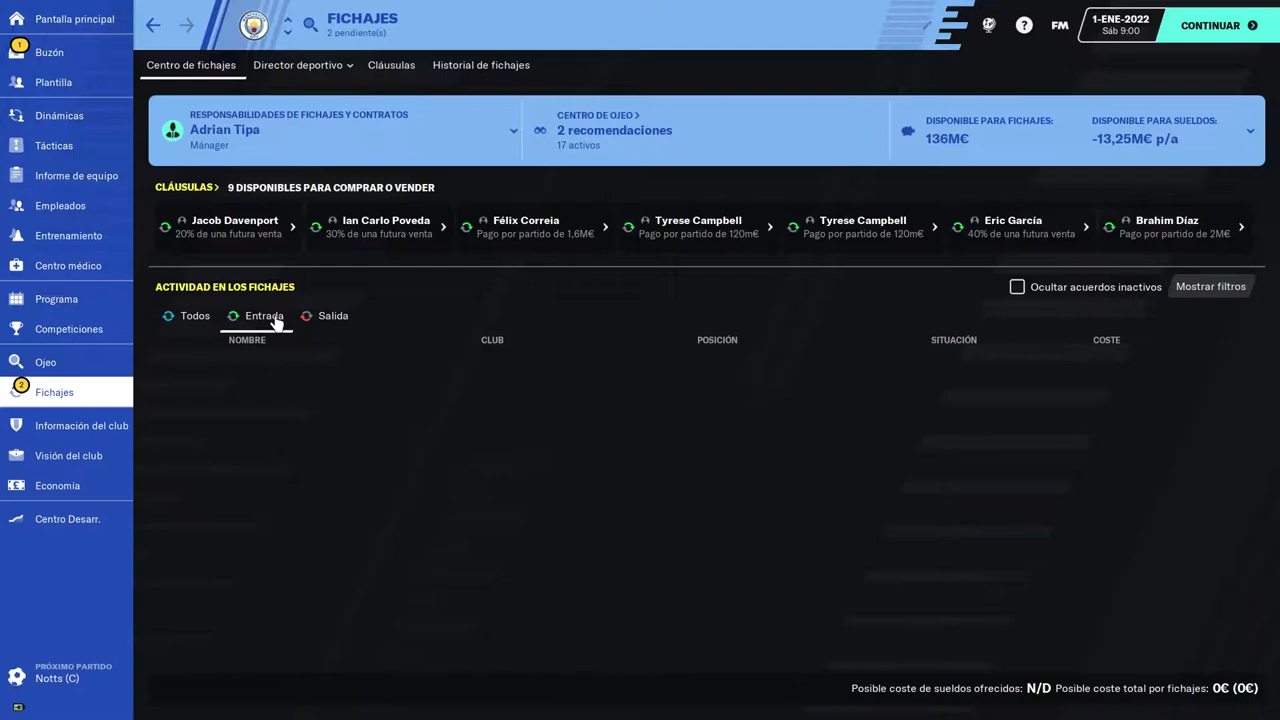 Pantalla principal
1
Buzón
Plantilla
Dinámicas
Tácticas
Informe de equipo
Empleados
Entrenamiento
Centro médico
Programa
Competiciones
Ojeo
2
Fichajes
Información del club
Visión del club
Economía
Centro Desarr.
PRÓXIMO PARTIDO
Notts (C)
FICHAJES
2 pendiente(s)
?
FM
1-ENE-2022
Sáb 9:00
CONTINUAR
Centro de fichajes
Director deportivo
Cláusulas
Historial de fichajes
RESPONSABILIDADES DE FICHAJES Y CONTRATOS
Adrian Tipa
Mánager
CENTRO DE OJEO >
2 recomendaciones
17 activos
DISPONIBLE PARA FICHAJES:
136M€
DISPONIBLE PARA SUELDOS:
-13,25M€ p/a
CLÁUSULAS > 9 DISPONIBLES PARA COMPRAR O VENDER
Jacob Davenport
20% de una futura venta
Ian Carlo Poveda
30% de una futura venta
Félix Correia
Pago por partido de 1,6M€
Tyrese Campbell
Pago por partido de 120m€
Tyrese Campbell
Pago por partido de 120m€
Eric García
40% de una futura venta
Brahim Díaz
Pago por partido de 2M€
ACTIVIDAD EN LOS FICHAJES
Ocultar acuerdos inactivos
Mostrar filtros
Todos
Entrada
Salida
NOMBRE CLUB POSICIÓN SITUACIÓN COSTE
Posible coste de sueldos ofrecidos: N/D Posible coste total por fichajes: 0€ (0€)